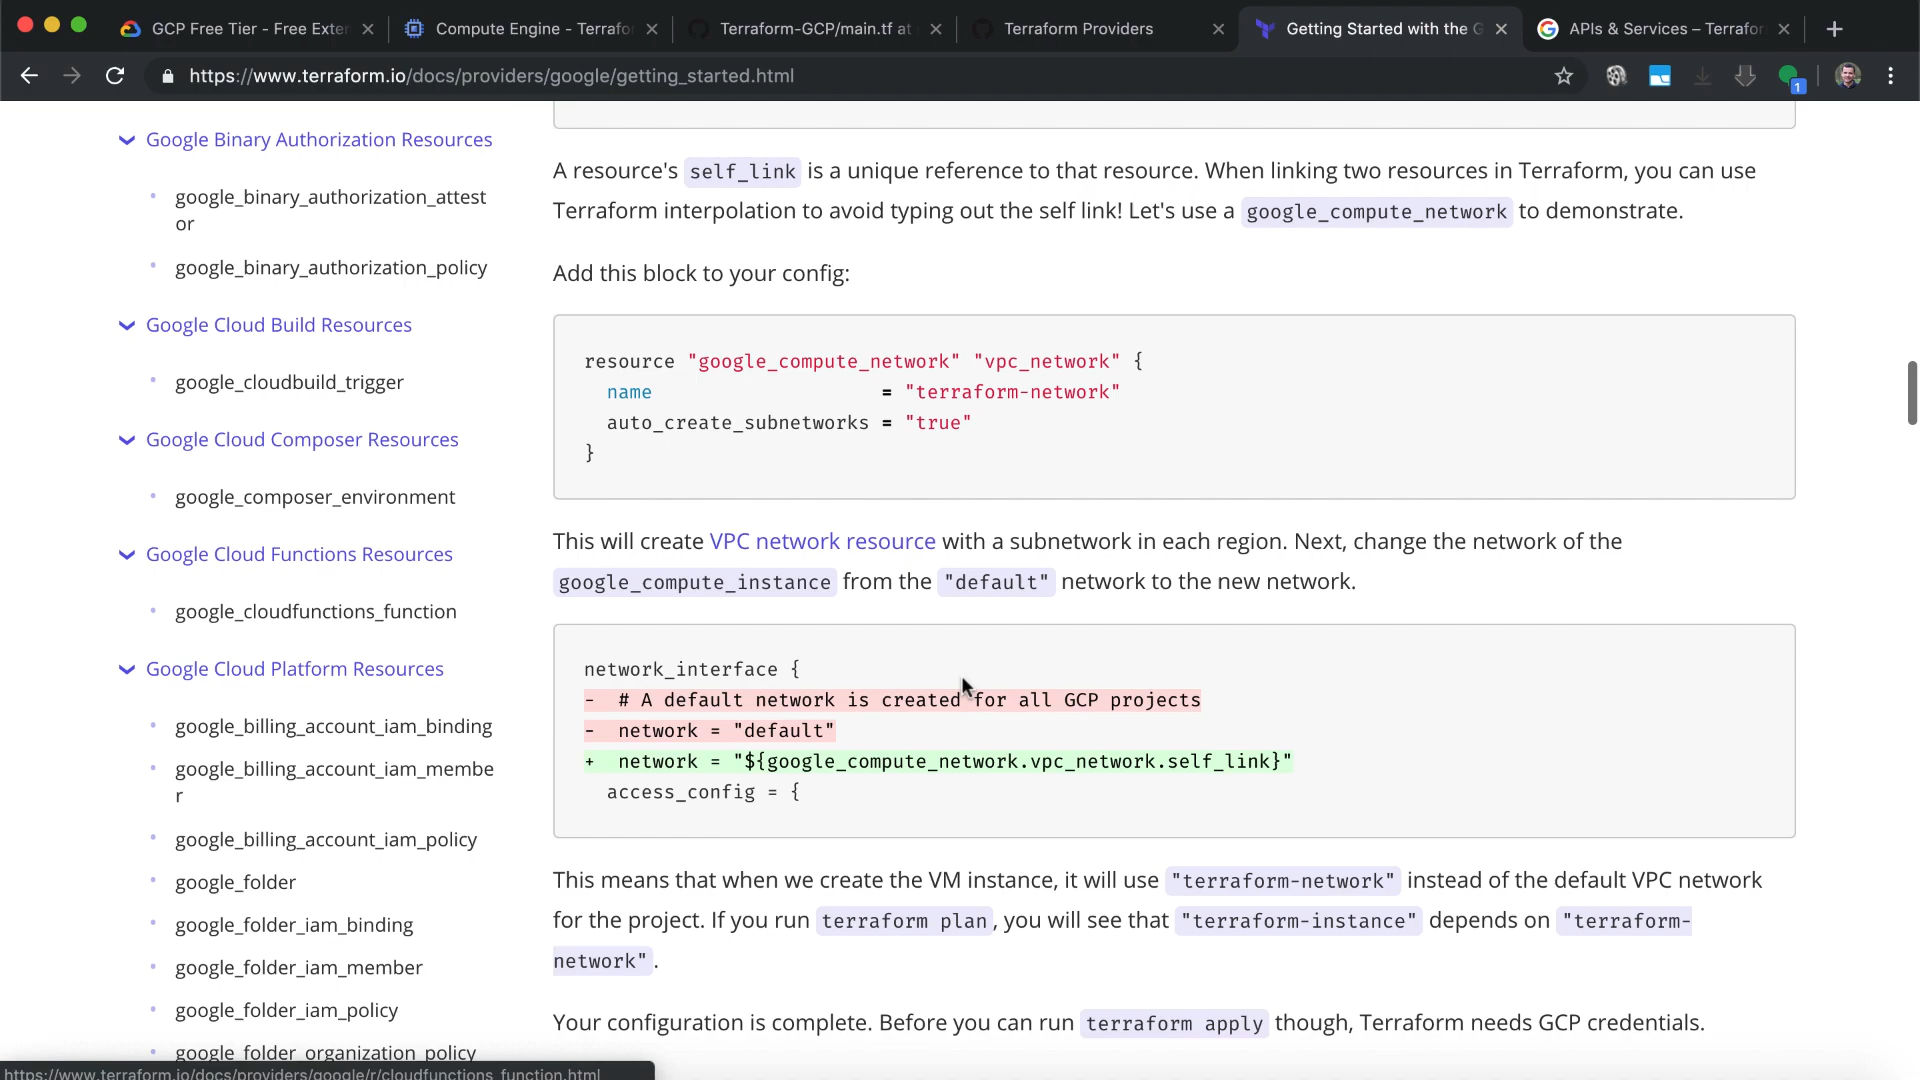 GCP Free Tier - Free Exter
Compute Engine - Terrafor
Terraform-GCP/main.tf at
Terraform Providers
Getting Started with the G
APIs & Services – Terrafor
https://www.terraform.io/docs/providers/google/getting_started.html
1
Google Binary Authorization Resources
google_binary_authorization_attest
or
google_binary_authorization_policy
Google Cloud Build Resources
google_cloudbuild_trigger
Google Cloud Composer Resources
google_composer_environment
Google Cloud Functions Resources
google_cloudfunctions_function
Google Cloud Platform Resources
google_billing_account_iam_binding
google_billing_account_iam_membe
r
google_billing_account_iam_policy
google_folder
google_folder_iam_binding
google_folder_iam_member
google_folder_iam_policy
google_folder_organization_policy
A resource's self_link is a unique reference to that resource. When linking two resources in Terraform, you can use
Terraform interpolation to avoid typing out the self link! Let's use a google_compute_network to demonstrate.
Add this block to your config:
resource "google_compute_network" "vpc_network" {
name = "terraform-network"
auto_create_subnetworks = "true"
}
This will create VPC network resource with a subnetwork in each region. Next, change the network of the
google_compute_instance from the "default" network to the new network.
network_interface {
- # A default network is created for all GCP projects
- network = "default"
+ network = "${google_compute_network.vpc_network.self_link}"
access_config = {
This means that when we create the VM instance, it will use "terraform-network" instead of the default VPC network
for the project. If you run terraform plan, you will see that "terraform-instance" depends on "terraform-
network".
Your configuration is complete. Before you can run terraform apply though, Terraform needs GCP credentials.
https://www.terraform.io/docs/providers/google/r/cloudfunctions_function.html